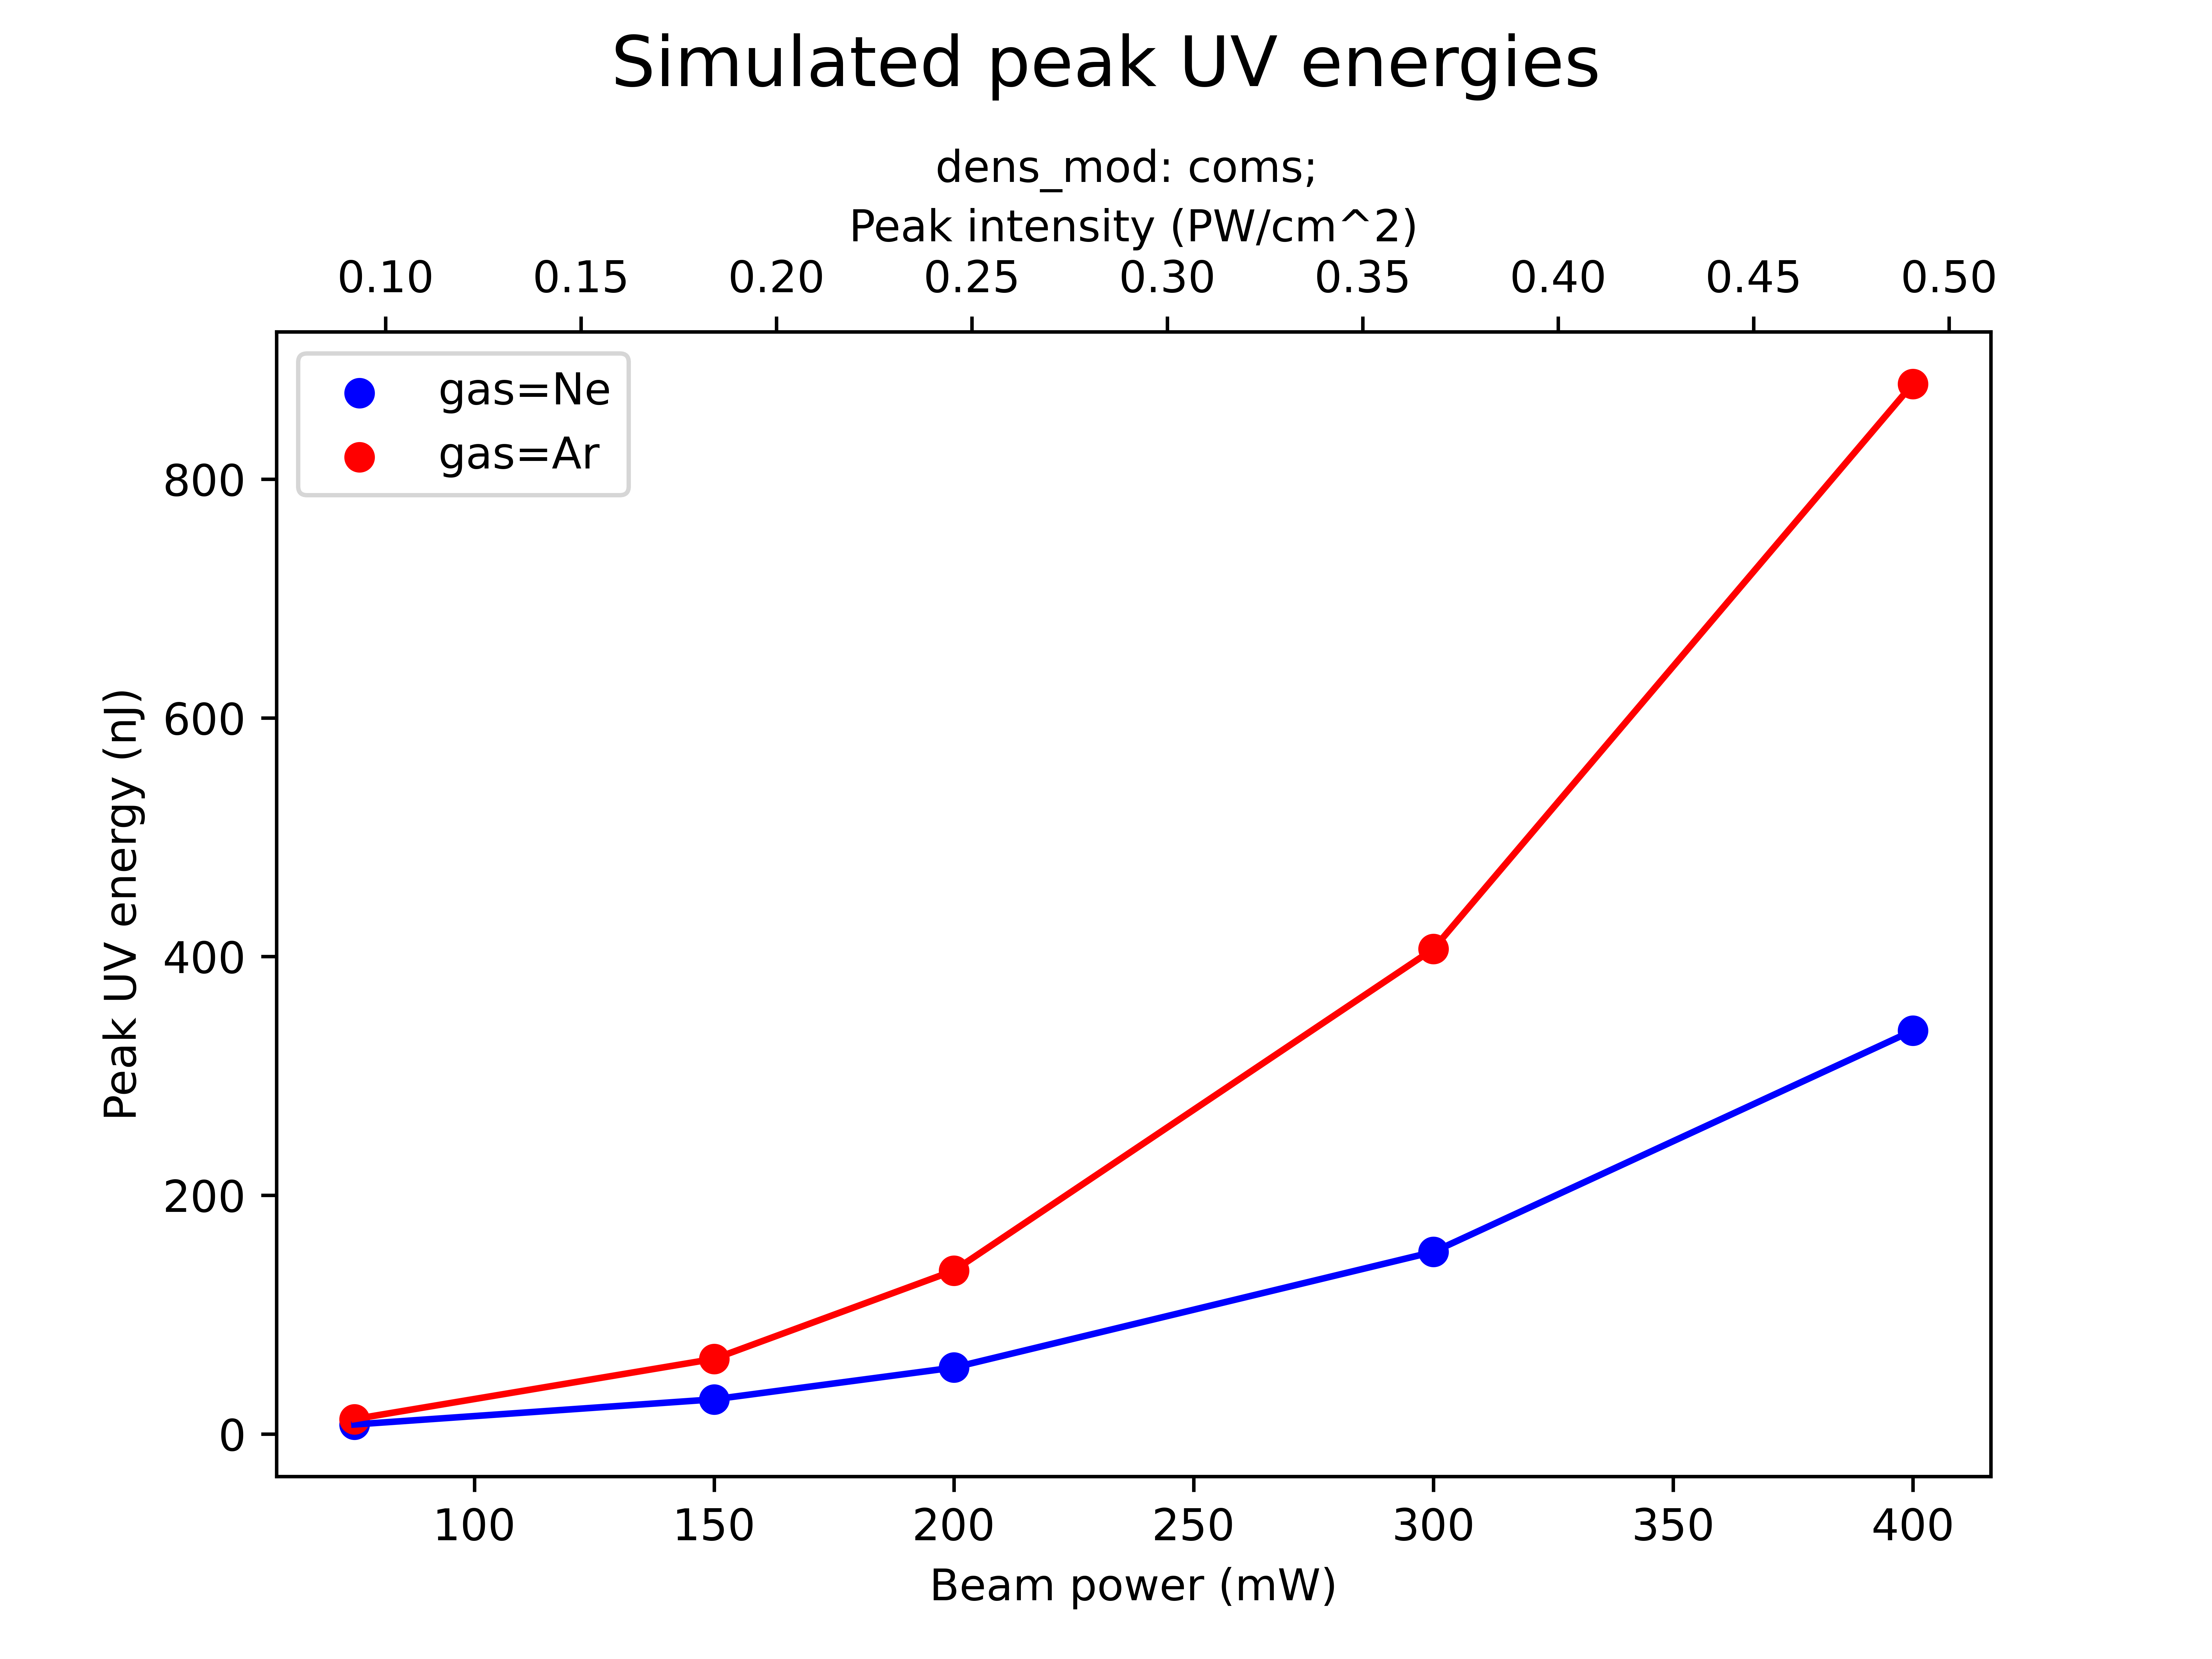 Simulated peak UV energies
dens_mod: coms;
Peak intensity (PW/cm^2)
0.10 0.15 0.20 0.25 0.30 0.35 0.40 0.45 0.50
gas=Ne
gas=Ar
800
600
400
200
0
Peak UV energy (nJ)
100 150 200 250 300 350 400
Beam power (mW)